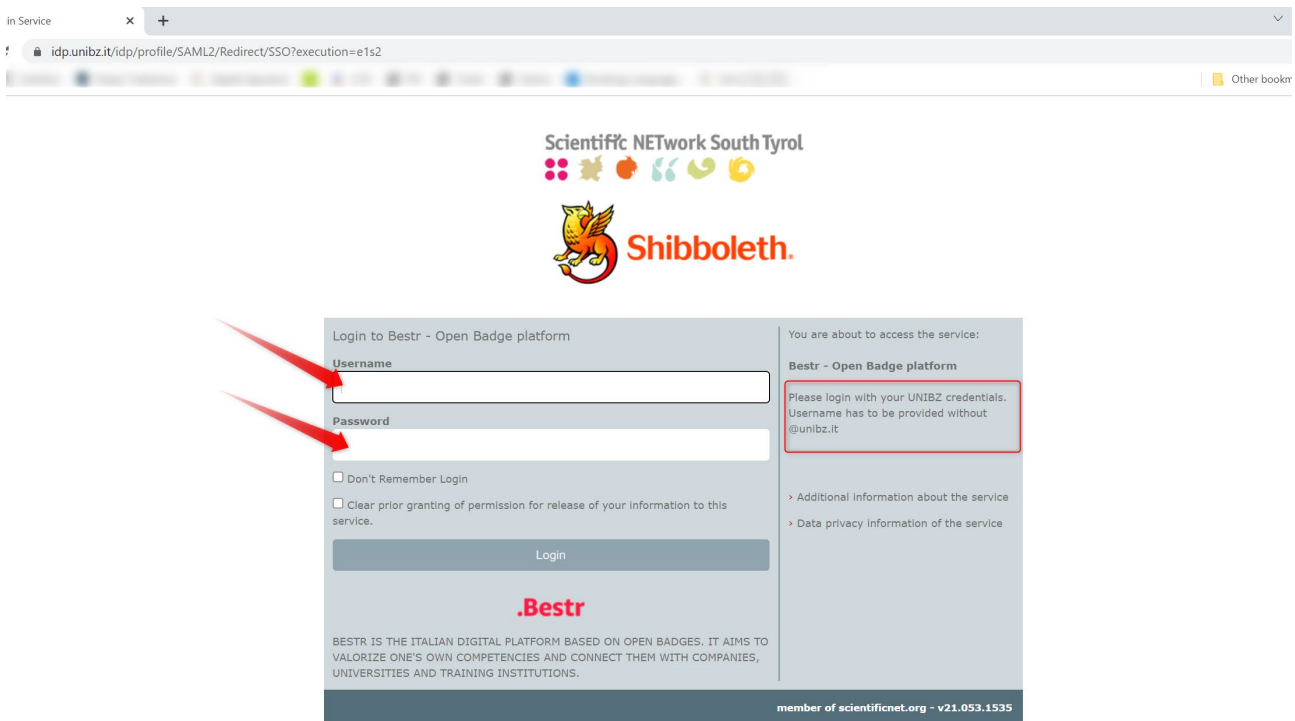 in Service
idp.unibz.it/idp/profile/SAML2/Redirect/SSO?execution=e1s2
Other bookm
Scientific NETwork South Tyrol
Shibboleth.
Login to Bestr - Open Badge platform
Username
Password
Don't Remember Login
Clear prior granting of permission for release of your information to this
service.
Login
.Bestr
BESTR IS THE ITALIAN DIGITAL PLATFORM BASED ON OPEN BADGES. IT AIMS TO
VALORIZE ONE'S OWN COMPETENCIES AND CONNECT THEM WITH COMPANIES,
UNIVERSITIES AND TRAINING INSTITUTIONS.
You are about to access the service:
Bestr - Open Badge platform
Please login with your UNIBZ credentials.
Username has to be provided without
@unibz.it
› Additional information about the service
› Data privacy information of the service
member of scientificnet.org - v21.053.1535